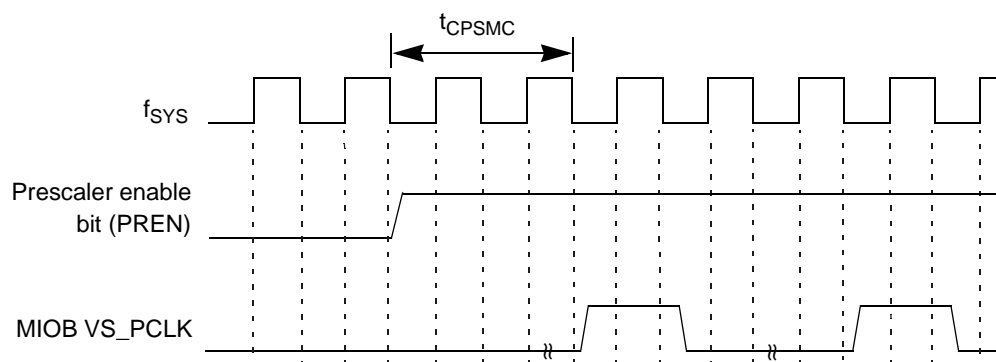 tCPSMC
fSYS
Prescaler enable
bit (PREN)
MIOB VS_PCLK